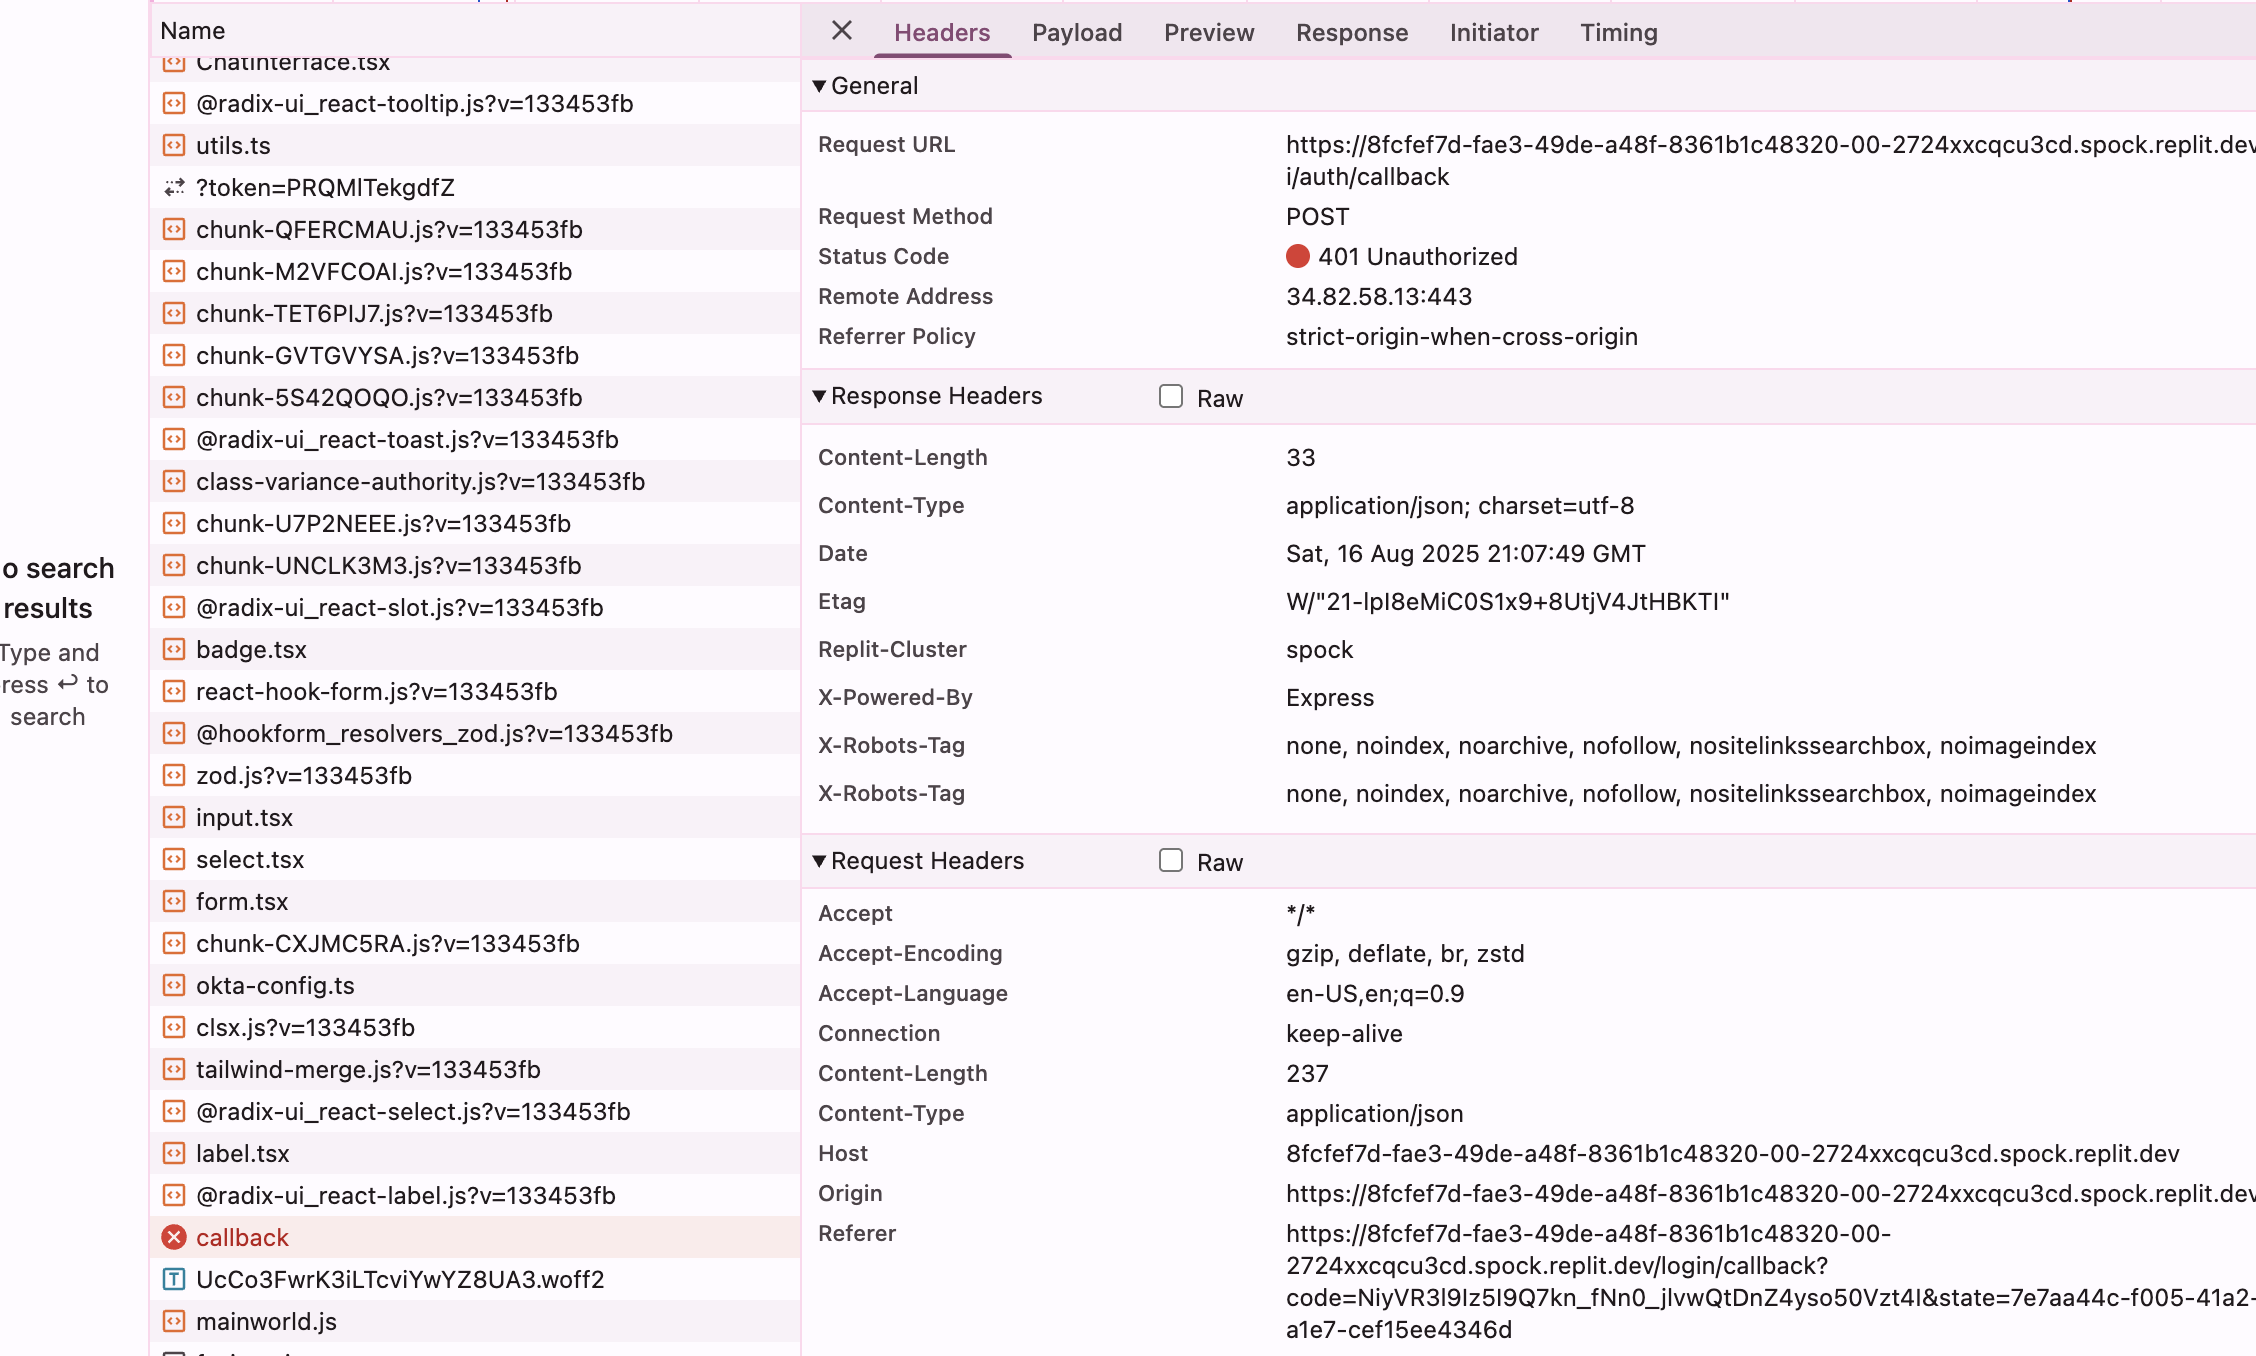 o search
results
Type and
ress ↩ to
search
Name
ChatInterface.tsx
@radix-ui_react-tooltip.js?v=133453fb
utils.ts
?token=PRQMlTekgdfZ
chunk-QFERCMAU.js?v=133453fb
chunk-M2VFCOAI.js?v=133453fb
chunk-TET6PIJ7.js?v=133453fb
chunk-GVTGVYSA.js?v=133453fb
chunk-5S42QOQO.js?v=133453fb
@radix-ui_react-toast.js?v=133453fb
class-variance-authority.js?v=133453fb
chunk-U7P2NEEE.js?v=133453fb
chunk-UNCLK3M3.js?v=133453fb
@radix-ui_react-slot.js?v=133453fb
badge.tsx
react-hook-form.js?v=133453fb
@hookform_resolvers_zod.js?v=133453fb
zod.js?v=133453fb
input.tsx
select.tsx
form.tsx
chunk-CXJMC5RA.js?v=133453fb
okta-config.ts
clsx.js?v=133453fb
tailwind-merge.js?v=133453fb
@radix-ui_react-select.js?v=133453fb
label.tsx
@radix-ui_react-label.js?v=133453fb
callback
UcCo3FwrK3iLTcviYwYZ8UA3.woff2
mainworld.js
Headers Payload Preview Response Initiator Timing
General
Request URL https://8fcfef7d-fae3-49de-a48f-8361b1c48320-00-2724xxcqcu3cd.spock.replit.dev
i/auth/callback
Request Method POST
Status Code 401 Unauthorized
Remote Address 34.82.58.13:443
Referrer Policy strict-origin-when-cross-origin
Response Headers Raw
Content-Length 33
Content-Type application/json; charset=utf-8
Date Sat, 16 Aug 2025 21:07:49 GMT
Etag W/"21-lpI8eMiC0S1x9+8UtjV4JtHBKTI"
Replit-Cluster spock
X-Powered-By Express
X-Robots-Tag none, noindex, noarchive, nofollow, nositelinkssearchbox, noimageindex
X-Robots-Tag none, noindex, noarchive, nofollow, nositelinkssearchbox, noimageindex
Request Headers Raw
Accept */*
Accept-Encoding gzip, deflate, br, zstd
Accept-Language en-US,en;q=0.9
Connection keep-alive
Content-Length 237
Content-Type application/json
Host 8fcfef7d-fae3-49de-a48f-8361b1c48320-00-2724xxcqcu3cd.spock.replit.dev
Origin https://8fcfef7d-fae3-49de-a48f-8361b1c48320-00-2724xxcqcu3cd.spock.replit.dev
Referer https://8fcfef7d-fae3-49de-a48f-8361b1c48320-00-
2724xxcqcu3cd.spock.replit.dev/login/callback?
code=NiyVR3l9Iz5I9Q7kn_fNn0_jlvwQtDnZ4yso50Vzt4I&state=7e7aa44c-f005-41a2-
a1e7-cef15ee4346d